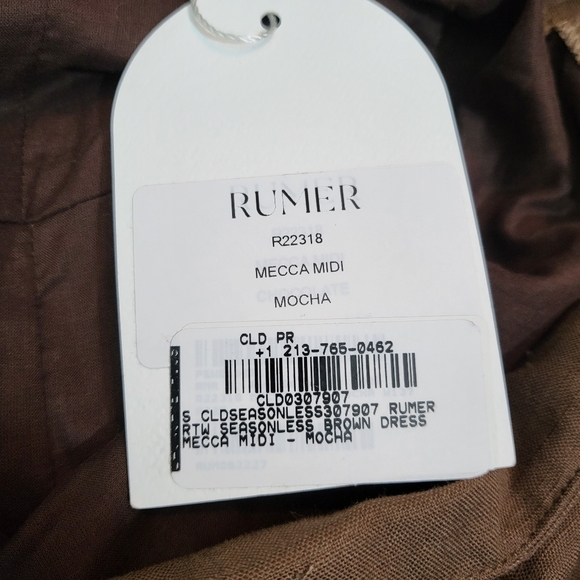 RUMER
R22318
MECCA MIDI
MOCHA
CLD PR
+1 213-765-0462
CLD0307907
S CLDSEASONLESS307907 RUMER
RTW SEASONLESS BROWN DRESS
MECCA MIDI - MOCHA